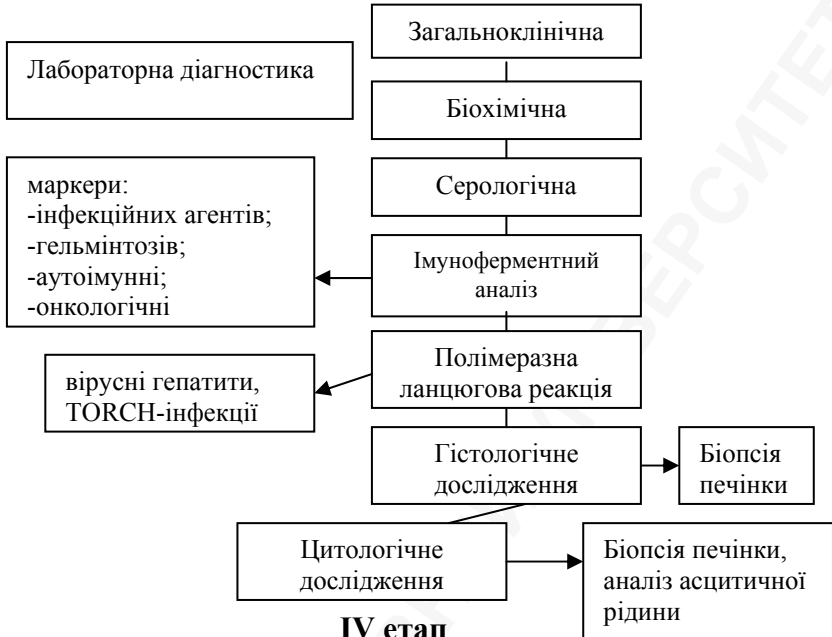 Загальноклінічна
Лабораторна діагностика
Біохімічна
Серологічна
маркери:
-інфекційних агентів;
-гельмінтозів;
-аутоімунні;
-онкологічні
Імуноферментний
аналіз
Полімеразна
ланцюгова реакція
вірусні гепатити,
TORCH-інфекції
Гістологічне
дослідження
Біопсія
печінки
Цитологічне
дослідження
Біопсія печінки,
аналіз асцитичної
рідини
IV етап